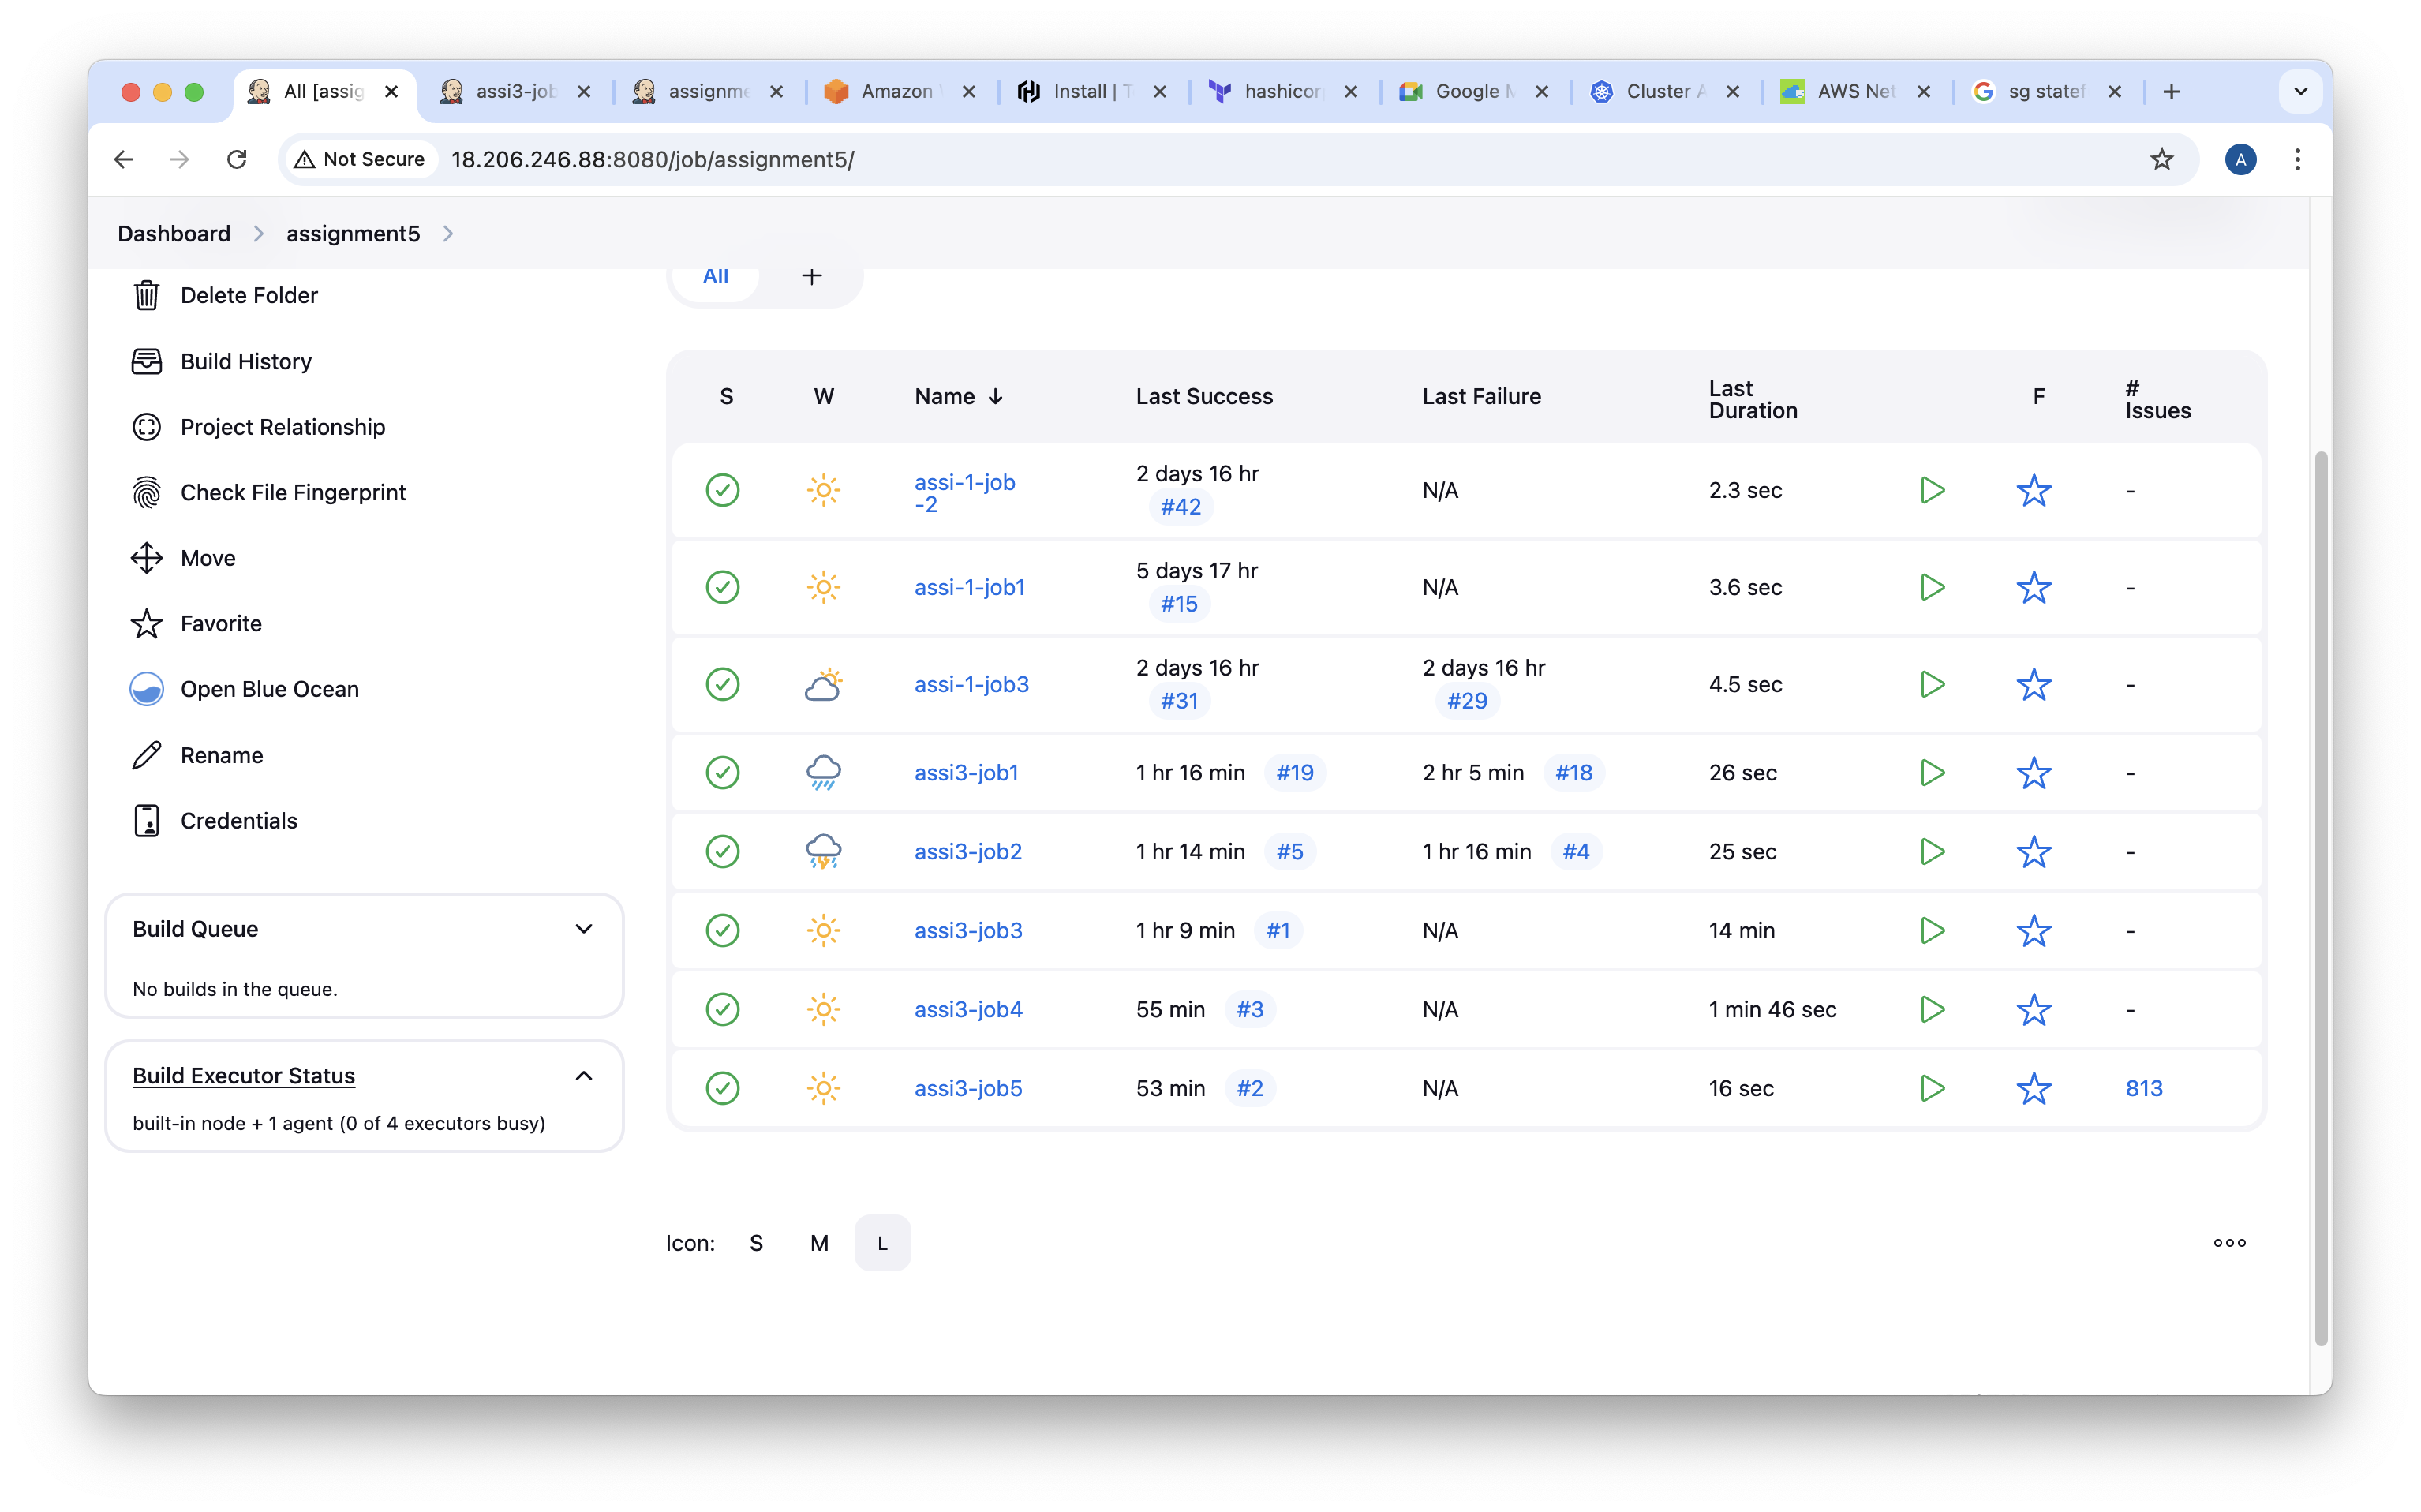 All [assig
assi3-job
assignme
Amazon
Install | T
hashicor
Google M
Cluster A
AWS Net
sg statef
Not Secure
18.206.246.88:8080/job/assignment5/
A
Dashboard
assignment5
Delete Folder
Build History
Project Relationship
Check File Fingerprint
Move
Favorite
Open Blue Ocean
Rename
Credentials
Build Queue
No builds in the queue.
Build Executor Status
built-in node + 1 agent (0 of 4 executors busy)
All
+
S W Name ↓ Last Success Last Failure Last Duration F # Issues
assi-1-job-2 2 days 16 hr #42 N/A 2.3 sec -
assi-1-job1 5 days 17 hr #15 N/A 3.6 sec -
assi-1-job3 2 days 16 hr #31 2 days 16 hr #29 4.5 sec -
assi3-job1 1 hr 16 min #19 2 hr 5 min #18 26 sec -
assi3-job2 1 hr 14 min #5 1 hr 16 min #4 25 sec -
assi3-job3 1 hr 9 min #1 N/A 14 min -
assi3-job4 55 min #3 N/A 1 min 46 sec -
assi3-job5 53 min #2 N/A 16 sec 813
Icon: S M L